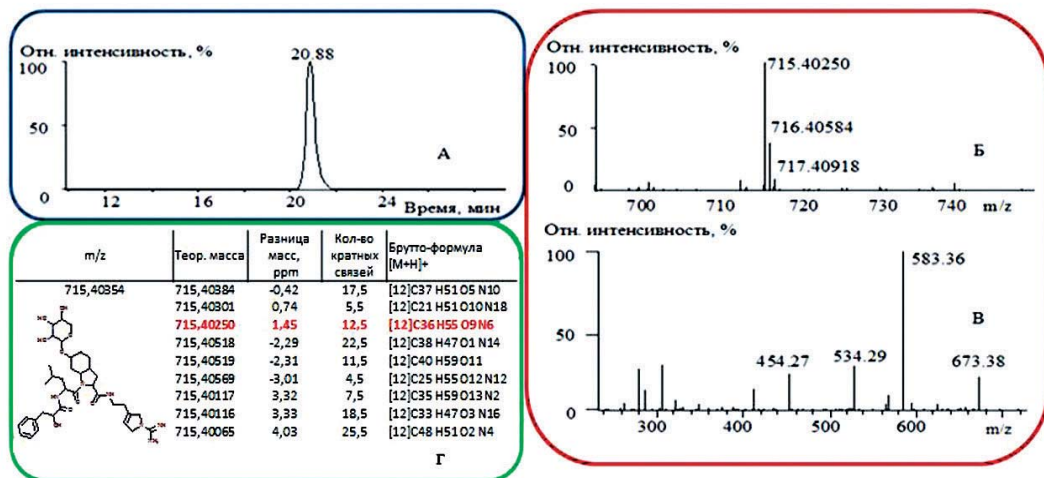 Отн. интенсивность, %
20.88
100
50
0
А
12
16
20
24
Время, мин
Отн. интенсивность, %
100
50
0
715.40250
716.40584
717.40918
Б
700
710
720
730
740
m/z
m/z Теор. масса Разница масс, ppm Кол-во кратных связей Брутто-формула [M+H]+
715,40354 715,40384 -0,42 17,5 [12]C37 H51 O5 N10
715,40301 0,74 5,5 [12]C21 H51 O10 N18
715,40250 1,45 12,5 [12]C36 H55 O9 N6
715,40518 -2,29 22,5 [12]C38 H47 O1 N14
715,40519 -2,31 11,5 [12]C40 H59 O11
715,40569 -3,01 4,5 [12]C25 H55 O12 N12
715,40117 3,32 7,5 [12]C35 H59 O13 N2
715,40116 3,33 18,5 [12]C33 H47 O3 N16
715,40065 4,03 25,5 [12]C48 H51 O2 N4
Г
Отн. интенсивность, %
100
50
0
583.36
В
454.27
534.29
673.38
300
400
500
600
m/z